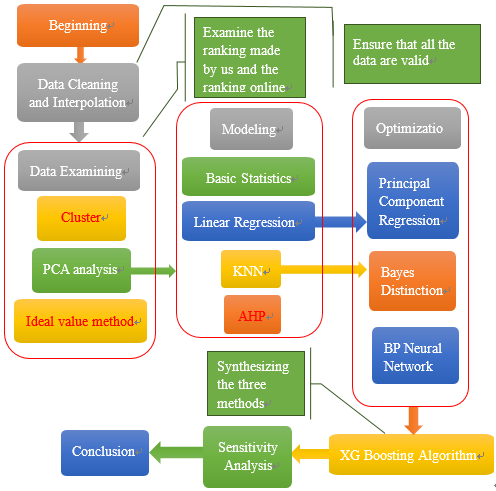 Beginning
Examine the
ranking made
by us and the
ranking online
Ensure that all the
data are valid
Data Cleaning
and Interpolation
Data Examining
Cluster
PCA analysis
Ideal value method
Modeling
Basic Statistics
Linear Regression
KNN
AHP
Optimizatio
Principal
Component
Regression
Bayes
Distinction
BP Neural
Network
Synthesizing
the three
methods
Conclusion
Sensitivity
Analysis
XG Boosting Algorithm